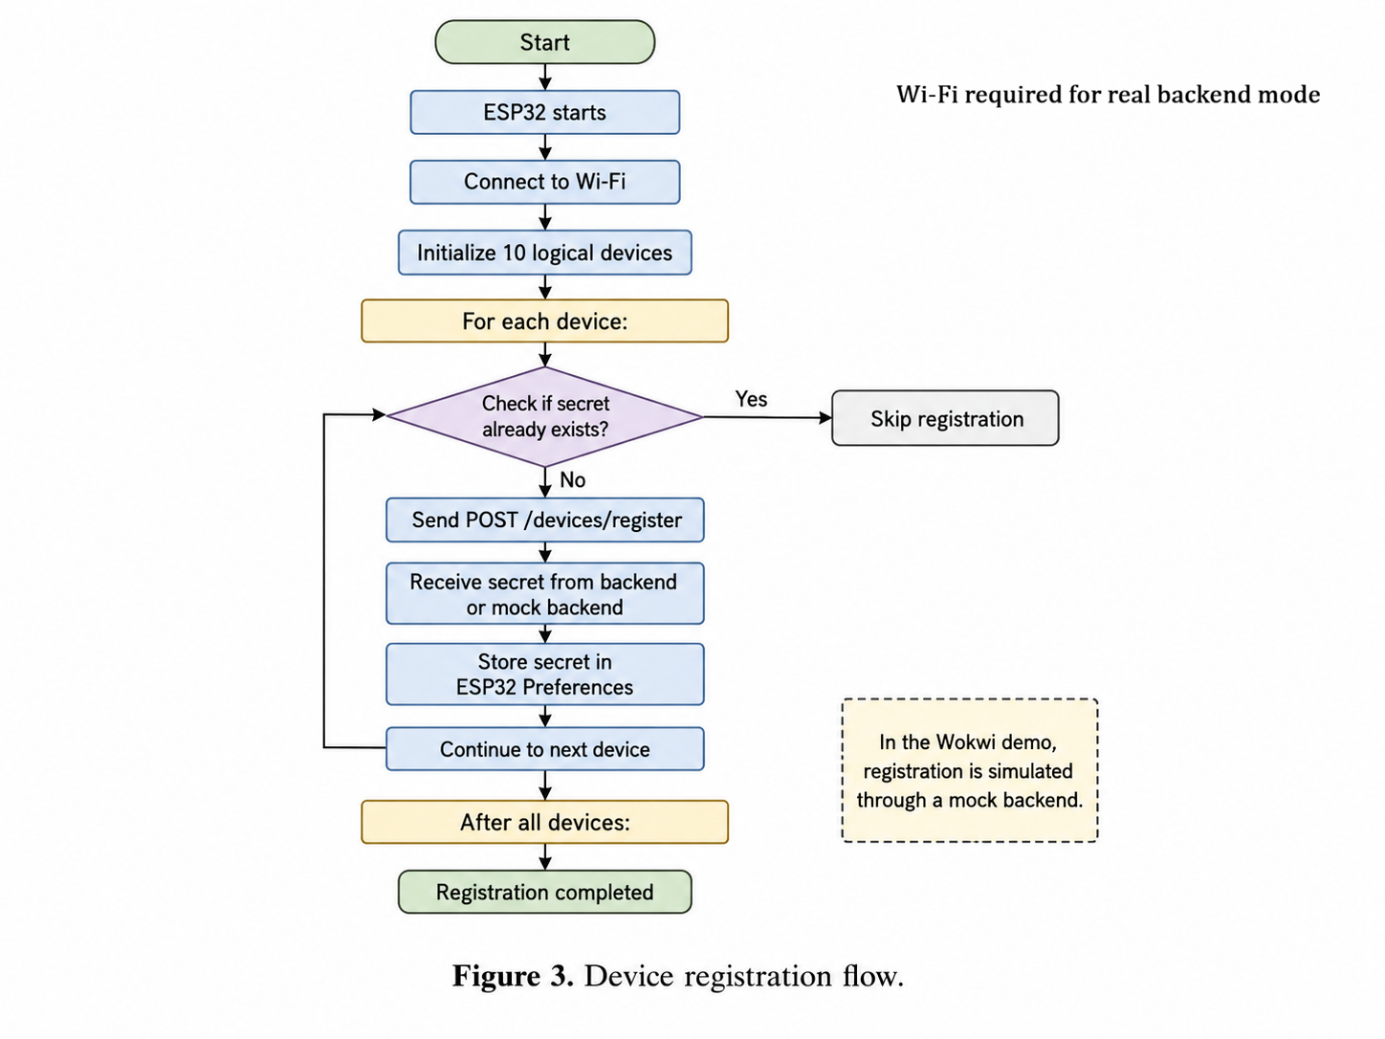 Start
Wi-Fi required for real backend mode
ESP32 starts
Connect to Wi-Fi
Initialize 10 logical devices
For each device:
Check if secret
already exists?
Yes
Skip registration
No
Send POST /devices/register
Receive secret from backend
or mock backend
Store secret in
ESP32 Preferences
Continue to next device
In the Wokwi demo,
registration is simulated
through a mock backend.
After all devices:
Registration completed
Figure 3. Device registration flow.